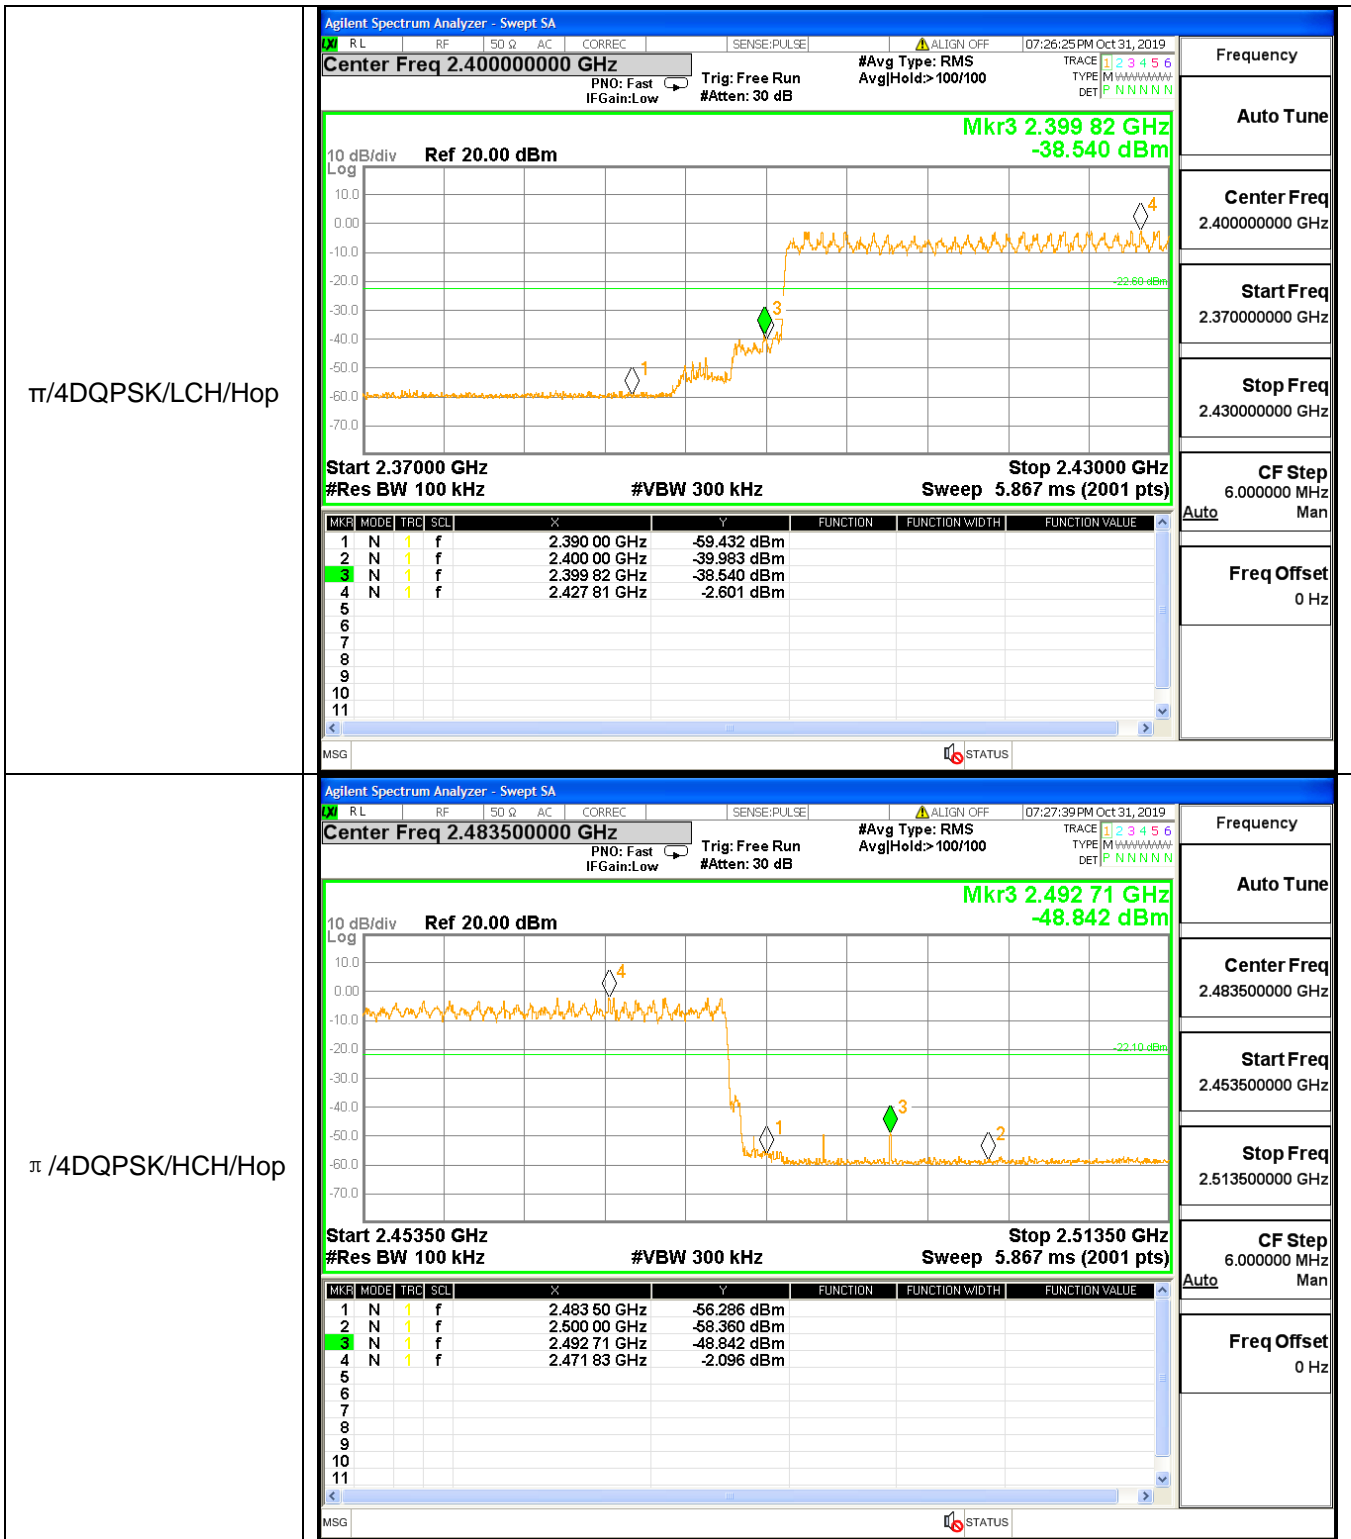 π/4DQPSK/LCH/Hop
Agilent Spectrum Analyzer - Swept SA
LXI RL RF 50 Ω AC CORREC SENSE:PULSE ALIGN OFF 07:26:25 PM Oct 31, 2019
Center Freq 2.400000000 GHz
PNO: Fast
IFGain:Low
Trig: Free Run
#Atten: 30 dB
#Avg Type: RMS
Avg|Hold:>100/100
TRACE 1 2 3 4 5 6
TYPE M
DET P N N N N N
Mkr3 2.399 82 GHz
-38.540 dBm
10 dB/div Ref 20.00 dBm
Log
10.0
0.00
-10.0
-20.0
-30.0
-40.0
-50.0
-60.0
-70.0
-22.60 dBm
1
3
4
Start 2.37000 GHz Stop 2.43000 GHz
#Res BW 100 kHz #VBW 300 kHz Sweep 5.867 ms (2001 pts)
MKR MODE TRC SCL X Y FUNCTION FUNCTION WIDTH FUNCTION VALUE
1 N 1 f 2.390 00 GHz -59.432 dBm
2 N 1 f 2.400 00 GHz -39.983 dBm
3 N 1 f 2.399 82 GHz -38.540 dBm
4 N 1 f 2.427 81 GHz -2.601 dBm
5
6
7
8
9
10
11
MSG STATUS
Frequency
Auto Tune
Center Freq
2.400000000 GHz
Start Freq
2.370000000 GHz
Stop Freq
2.430000000 GHz
CF Step
6.000000 MHz
Auto Man
Freq Offset
0 Hz
π/4DQPSK/HCH/Hop
Agilent Spectrum Analyzer - Swept SA
LXI RL RF 50 Ω AC CORREC SENSE:PULSE ALIGN OFF 07:27:39 PM Oct 31, 2019
Center Freq 2.483500000 GHz
PNO: Fast
IFGain:Low
Trig: Free Run
#Atten: 30 dB
#Avg Type: RMS
Avg|Hold:>100/100
TRACE 1 2 3 4 5 6
TYPE M
DET P N N N N N
Mkr3 2.492 71 GHz
-48.842 dBm
10 dB/div Ref 20.00 dBm
Log
10.0
0.00
-10.0
-20.0
-30.0
-40.0
-50.0
-60.0
-70.0
-22.10 dBm
4
1
3
2
Start 2.45350 GHz Stop 2.51350 GHz
#Res BW 100 kHz #VBW 300 kHz Sweep 5.867 ms (2001 pts)
MKR MODE TRC SCL X Y FUNCTION FUNCTION WIDTH FUNCTION VALUE
1 N 1 f 2.483 50 GHz -56.286 dBm
2 N 1 f 2.500 00 GHz -58.360 dBm
3 N 1 f 2.492 71 GHz -48.842 dBm
4 N 1 f 2.471 83 GHz -2.096 dBm
5
6
7
8
9
10
11
MSG STATUS
Frequency
Auto Tune
Center Freq
2.483500000 GHz
Start Freq
2.453500000 GHz
Stop Freq
2.513500000 GHz
CF Step
6.000000 MHz
Auto Man
Freq Offset
0 Hz